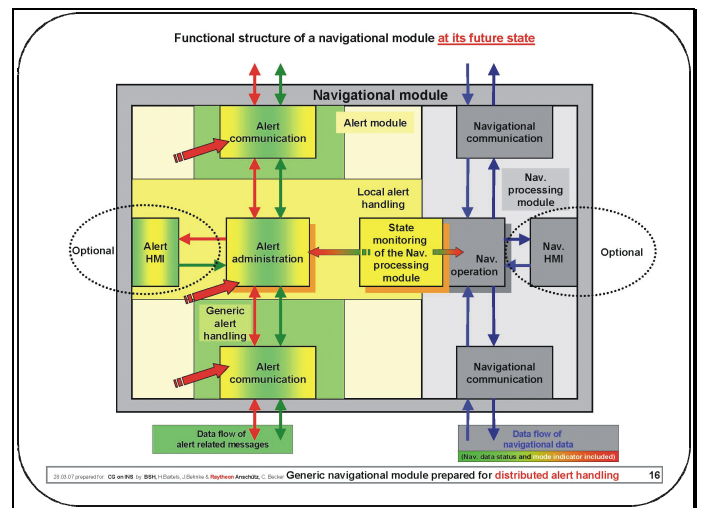 Functional structure of a navigational module at its future state
Navigational module
Alert
communication
Alert module
Navigational
communication
Nav.
processing
module
Local alert
handling
Optional
Alert
HMI
Alert
administration
State
monitoring
of the Nav.
processing
module
Nav.
operation
Nav.
HMI
Optional
Generic
alert
handling
Alert
communication
Navigational
communication
Data flow of
alert related messages
Data flow of
navigational data
(Nav. data status and mode indicator included)
28.03.07 prepared for CG on INS by BSH, H.Bartels, J.Behnke & Raytheon Anschütz, C. Becker Generic navigational module prepared for distributed alert handling 16